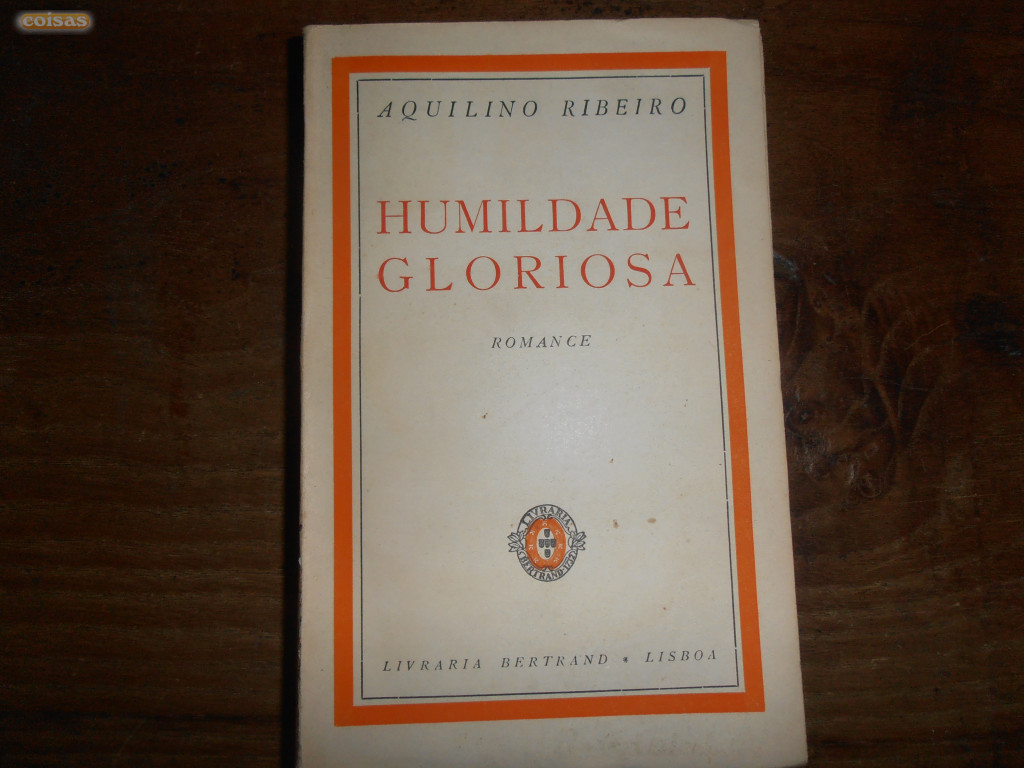 coisas
AQUILINO RIBEIRO
HUMILDADE
GLORIOSA
ROMANCE
LIVRARIA
BERTRAND
LIVRARIA BERTRAND • LISBOA